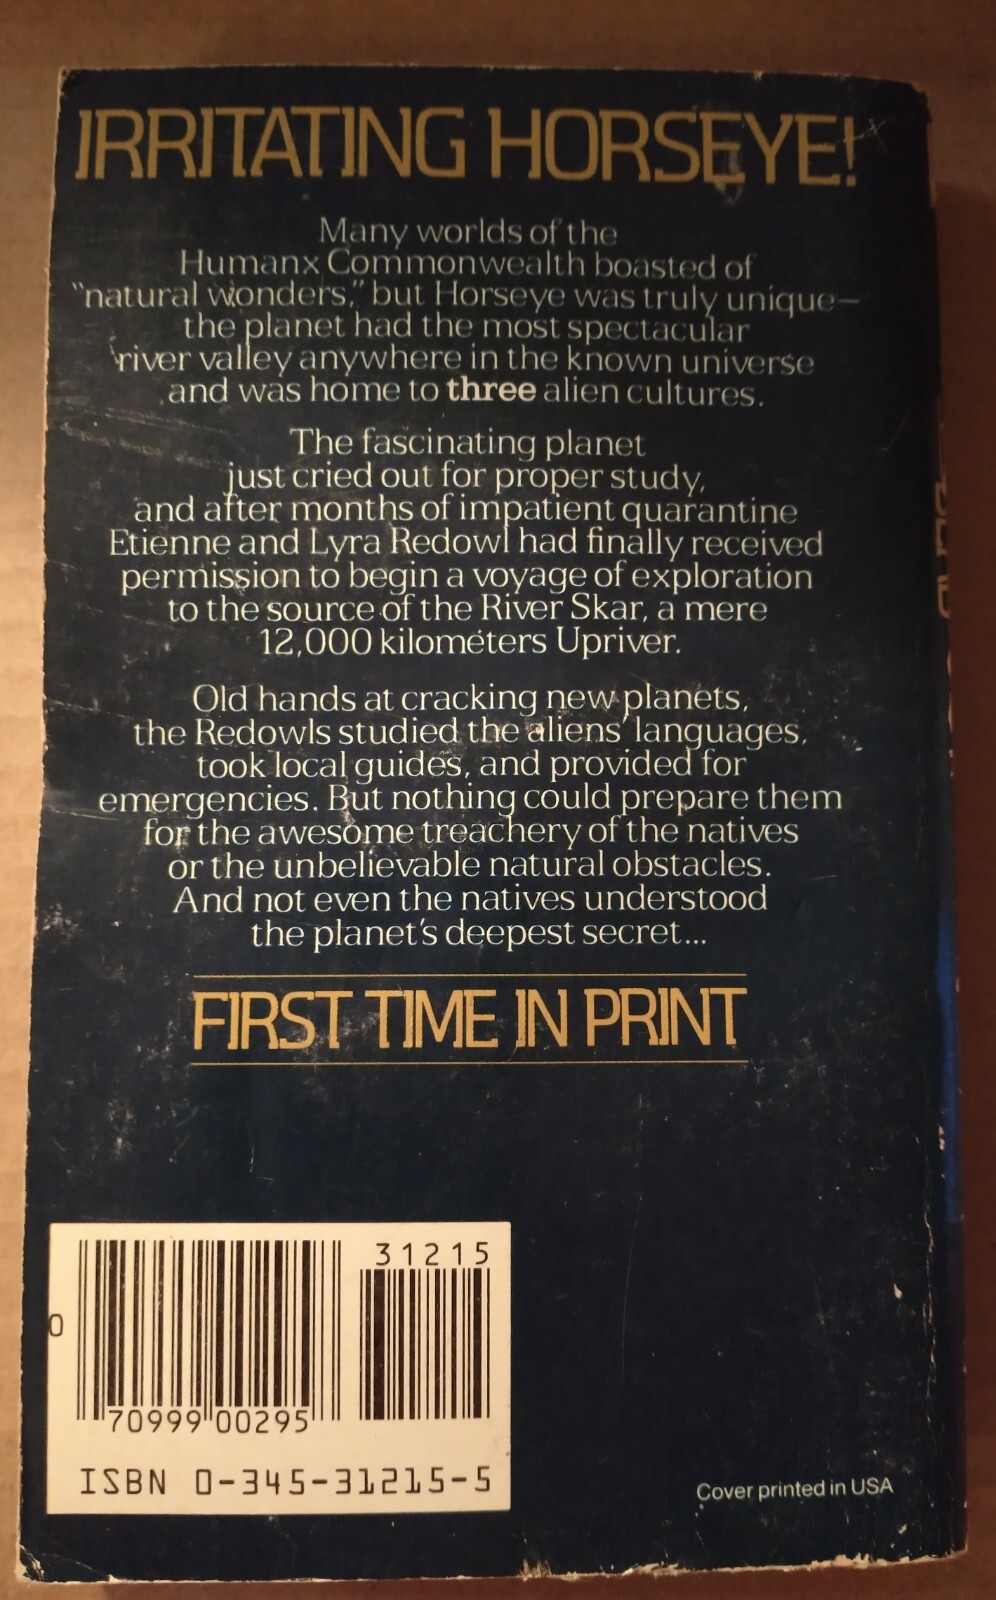 IRRITATING HORSEYE!
Many worlds of the
Humanx Commonwealth boasted of
"natural wonders," but Horseye was truly unique—
the planet had the most spectacular
river valley anywhere in the known universe
and was home to three alien cultures.
The fascinating planet
just cried out for proper study,
and after months of impatient quarantine
Etienne and Lyra Redowl had finally received
permission to begin a voyage of exploration
to the source of the River Skar, a mere
12,000 kilometers Upriver.
Old hands at cracking new planets,
the Redowls studied the aliens' languages,
took local guides, and provided for
emergencies. But nothing could prepare them
for the awesome treachery of the natives
or the unbelievable natural obstacles.
And not even the natives understood
the planet's deepest secret...
FIRST TIME IN PRINT
31215
0
70999 00295
ISBN 0-345-31215-5
Cover printed in USA